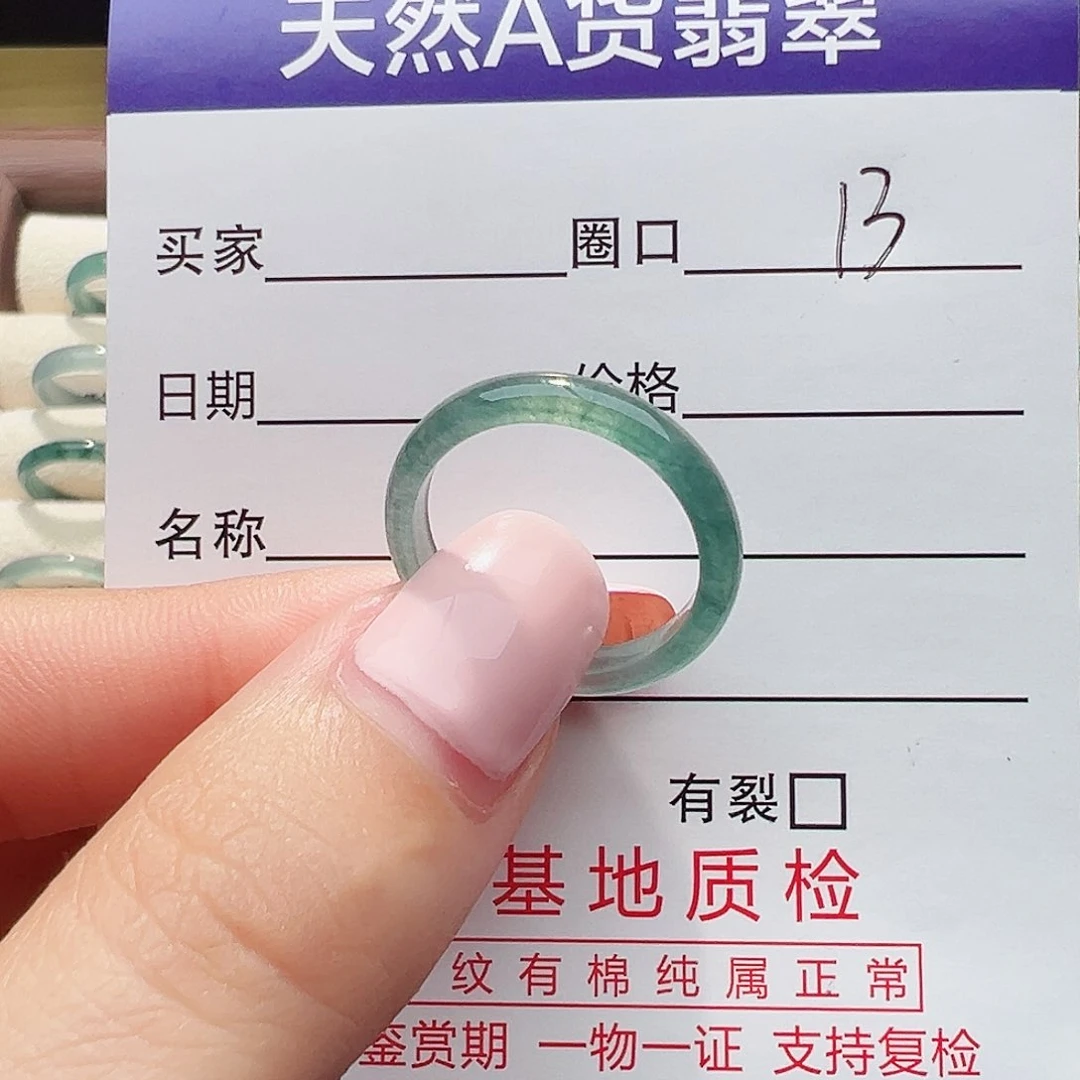 天然A货翡翠
买家 圈口 13
日期 价格
名称
有裂□
基地质检
纹有棉纯属正常
鉴赏期 一物一证 支持复检